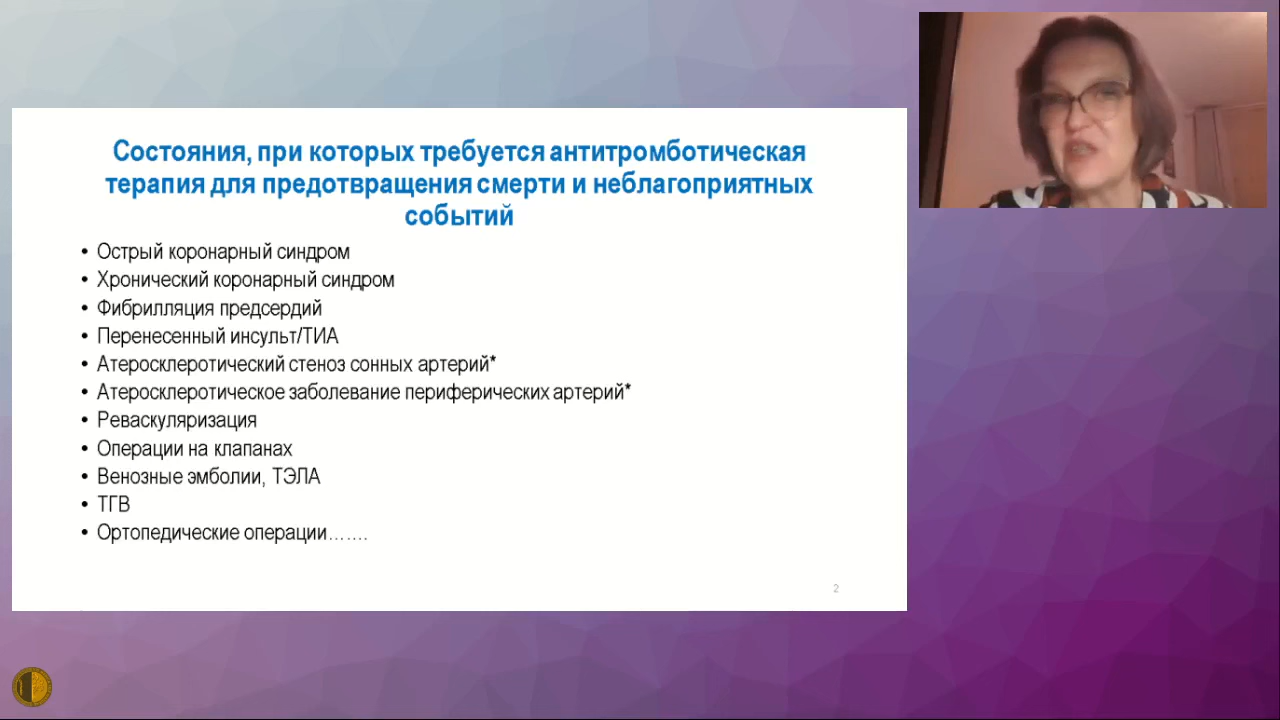 Состояния, при которых требуется антитромботическая
терапия для предотвращения смерти и неблагоприятных
событий
• Острый коронарный синдром
• Хронический коронарный синдром
• Фибрилляция предсердий
• Перенесенный инсульт/ТИА
• Атеросклеротический стеноз сонных артерий*
• Атеросклеротическое заболевание периферических артерий*
• Реваскуляризация
• Операции на клапанах
• Венозные эмболии, ТЭЛА
• ТГВ
• Ортопедические операции…….
2